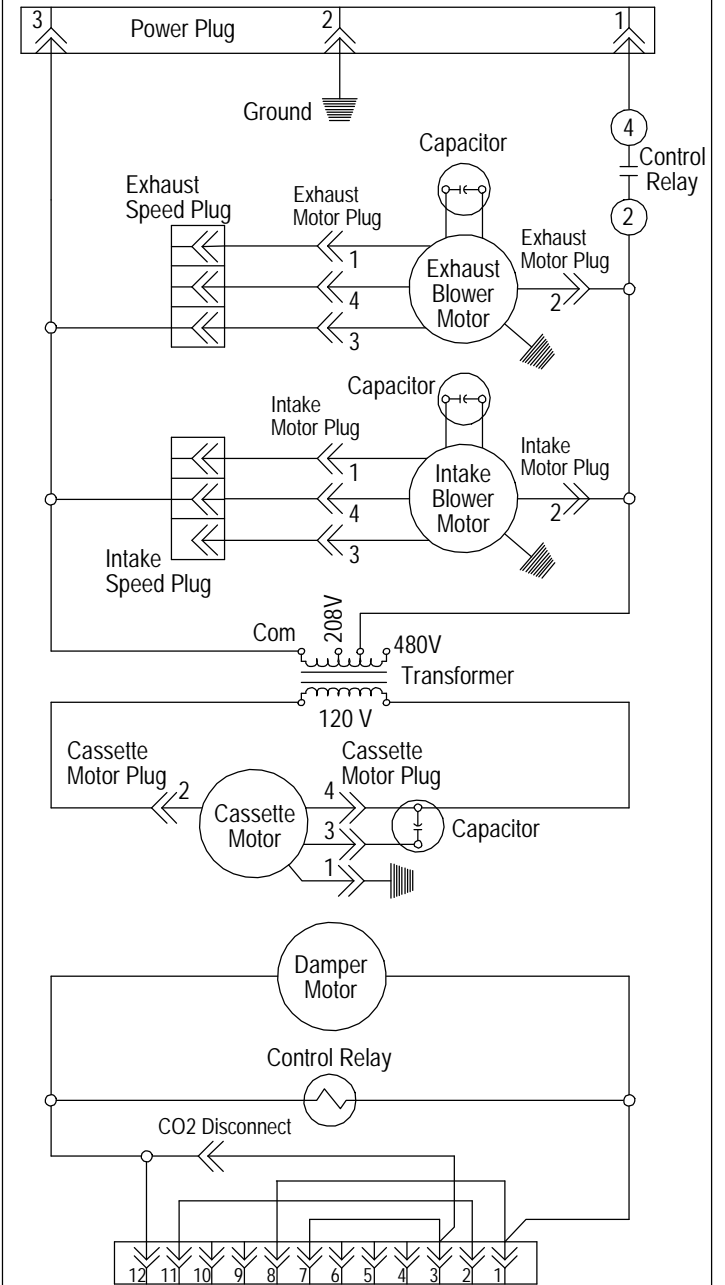 3
Power Plug
2
1
Ground
4
Control
Relay
2
Capacitor
Exhaust
Speed Plug
Exhaust
Motor Plug
1
4
3
Exhaust
Blower
Motor
Exhaust
Motor Plug
2
Capacitor
Intake
Motor Plug
1
4
3
Intake
Blower
Motor
Intake
Motor Plug
2
Intake
Speed Plug
Com
208V
480V
Transformer
120 V
Cassette
Motor Plug
2
Cassette
Motor
Cassette
Motor Plug
4
3
1
Capacitor
Damper
Motor
Control Relay
CO2 Disconnect
12 11 10 9 8 7 6 5 4 3 2 1